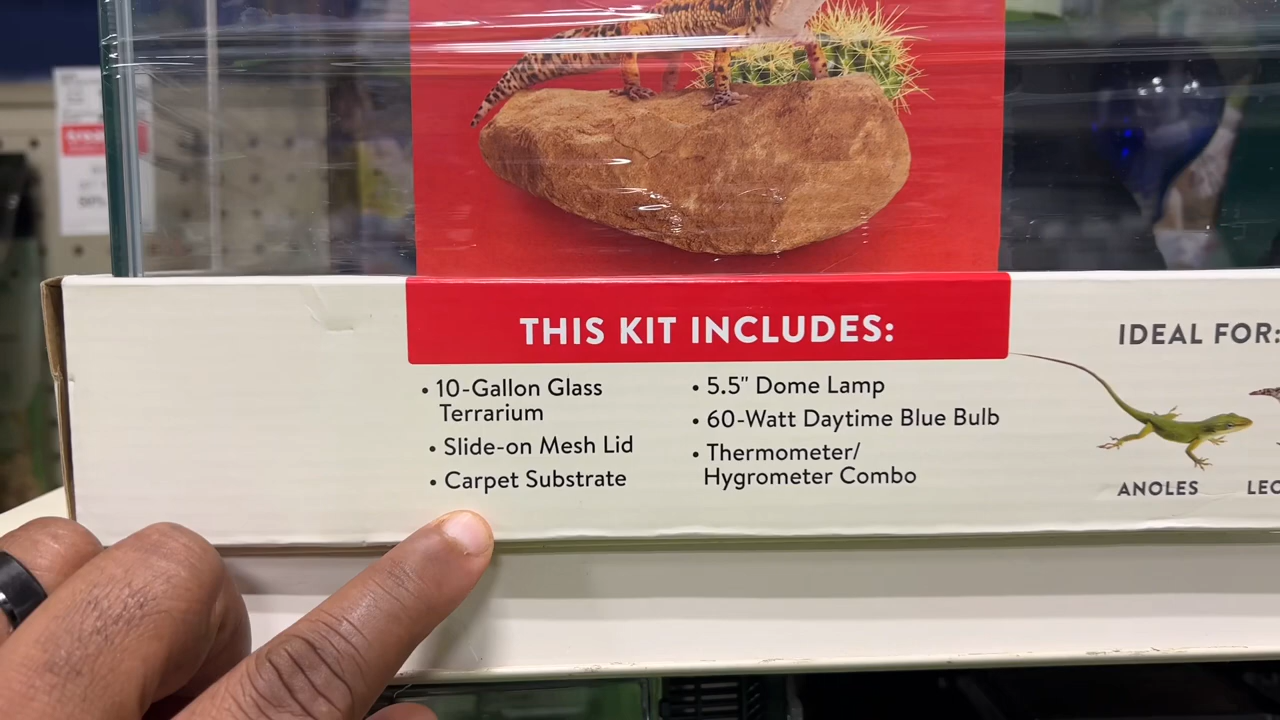 THIS KIT INCLUDES:
• 10-Gallon Glass
Terrarium
• Slide-on Mesh Lid
• Carpet Substrate
• 5.5" Dome Lamp
• 60-Watt Daytime Blue Bulb
• Thermometer/
Hygrometer Combo
IDEAL FOR:
ANOLES
LEO